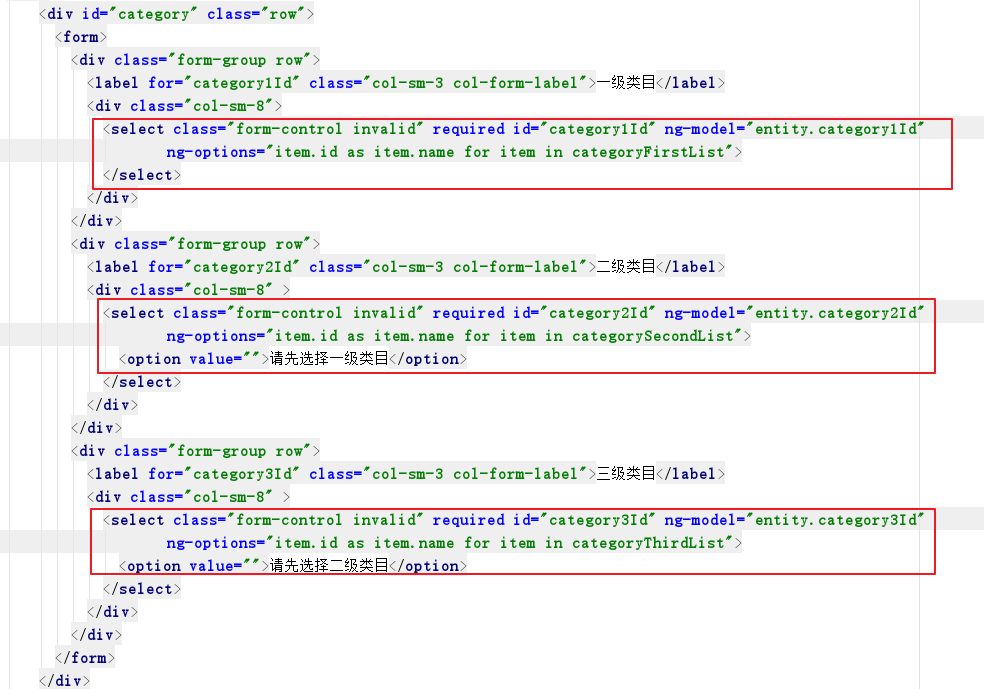 <div id="category" class="row">
<form>
<div class="form-group row">
<label for="category1Id" class="col-sm-3 col-form-label">一级类目</label>
<div class="col-sm-8">
<select class="form-control invalid" required id="category1Id" ng-model="entity.category1Id"
ng-options="item.id as item.name for item in categoryFirstList">
</select>
</div>
</div>
<div class="form-group row">
<label for="category2Id" class="col-sm-3 col-form-label">二级类目</label>
<div class="col-sm-8" >
<select class="form-control invalid" required id="category2Id" ng-model="entity.category2Id"
ng-options="item.id as item.name for item in categorySecondList">
<option value="">请先选择一级类目</option>
</select>
</div>
</div>
<div class="form-group row">
<label for="category3Id" class="col-sm-3 col-form-label">三级类目</label>
<div class="col-sm-8" >
<select class="form-control invalid" required id="category3Id" ng-model="entity.category3Id"
ng-options="item.id as item.name for item in categoryThirdList">
<option value="">请先选择二级类目</option>
</select>
</div>
</div>
</form>
</div>